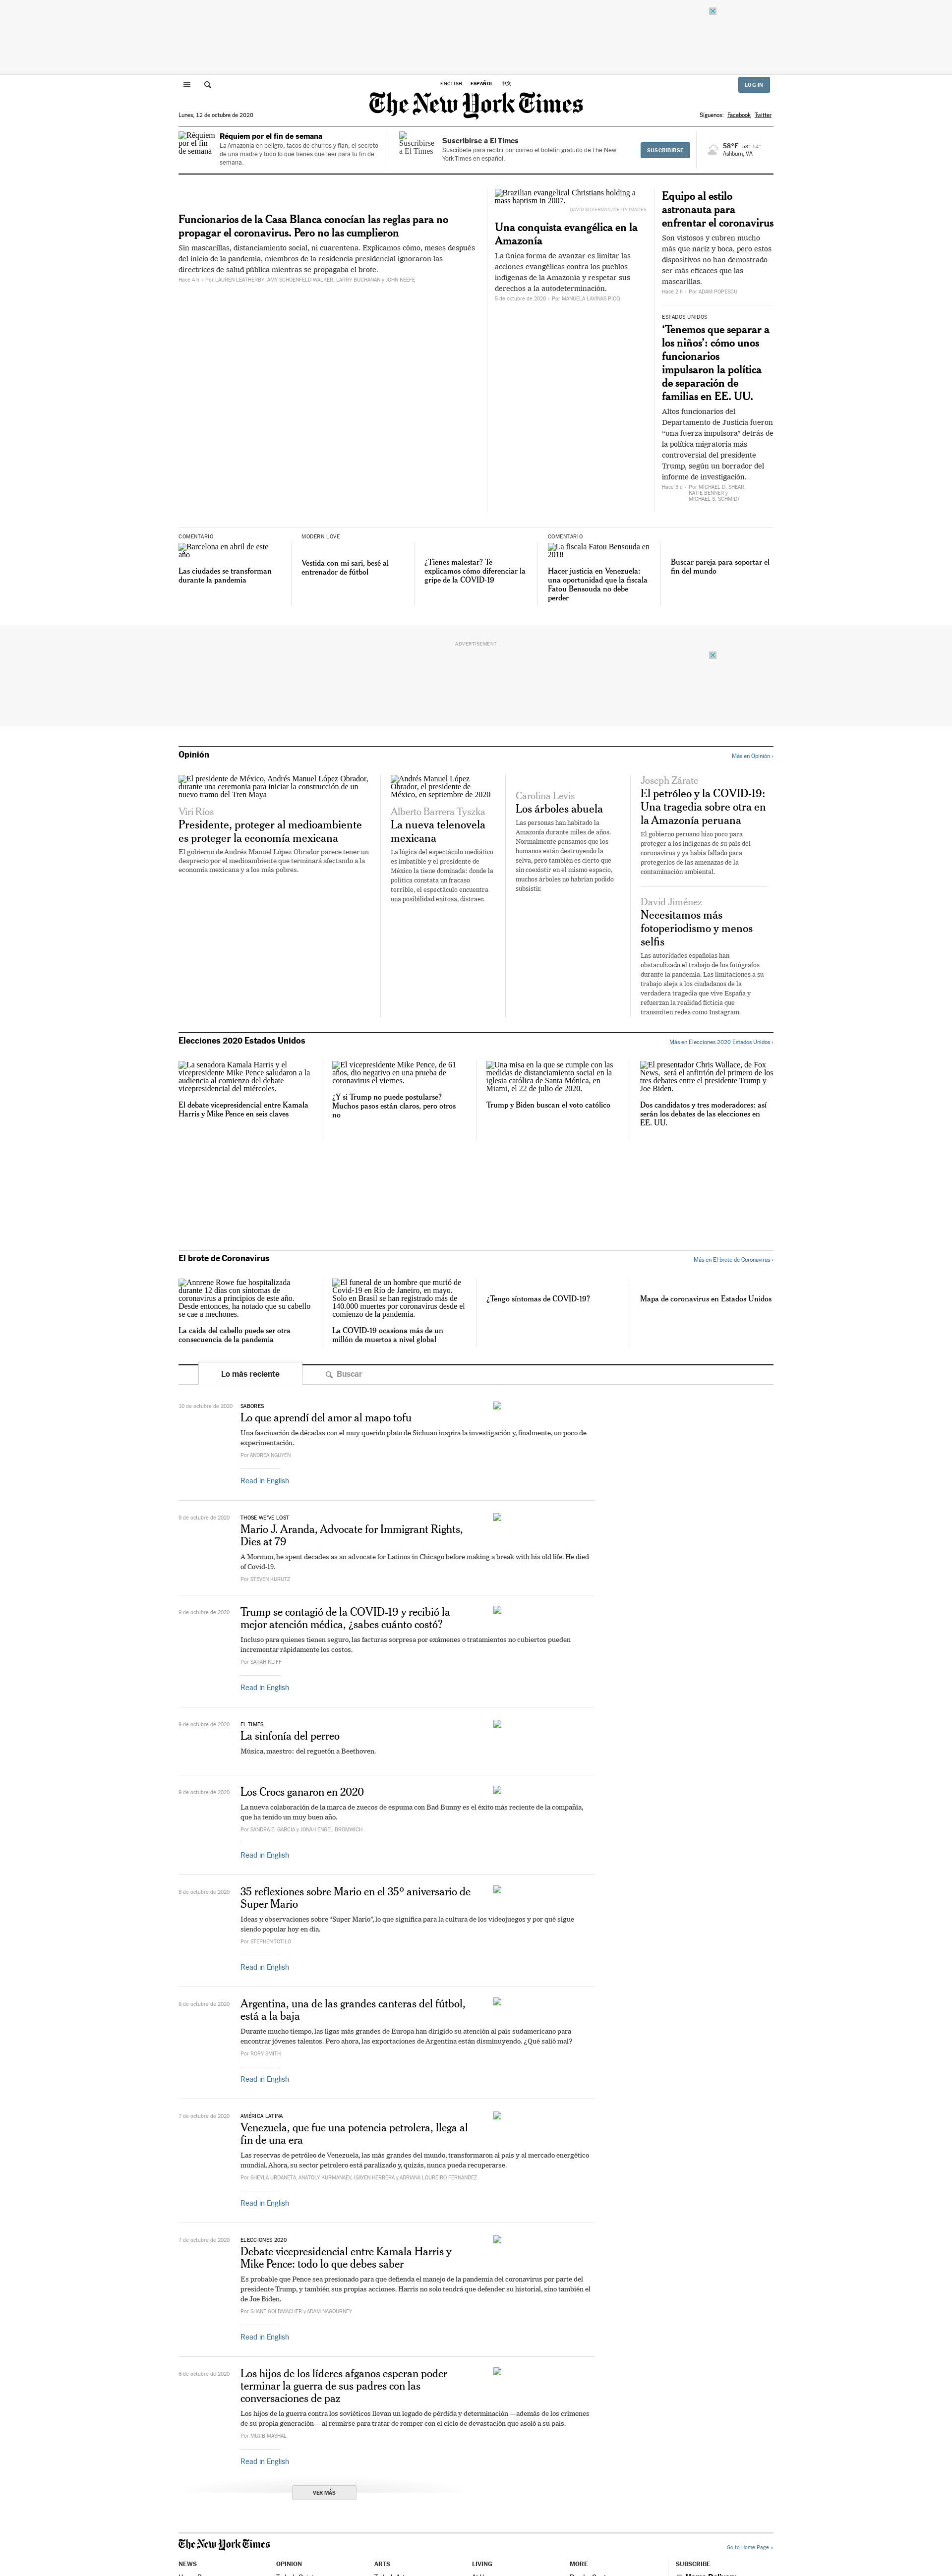 ENGLISH ESPAÑOL 中文
LOG IN
The New York Times
Lunes, 12 de octubre de 2020
Síguenos: Facebook Twitter
Réquiem por el fin de semana
Réquiem por el fin de semana
La Amazonia en peligro, tacos de churros y flan, el secreto
de una madre y todo lo que tienes que leer para tu fin de
semana.
Suscribirse a El Times
Suscribirse a El Times
Suscríbete para recibir por correo el boletín gratuito de The New
York Times en español.
SUSCRIBIRSE
58°F 58° 54°
Ashburn, VA
Funcionarios de la Casa Blanca conocían las reglas para no
propagar el coronavirus. Pero no las cumplieron
Sin mascarillas, distanciamiento social, ni cuarentena. Explicamos cómo, meses después
del inicio de la pandemia, miembros de la residencia presidencial ignoraron las
directrices de salud pública mientras se propagaba el brote.
Hace 4 h - Por LAUREN LEATHERBY, AMY SCHOENFELD WALKER, LARRY BUCHANAN y JOHN KEEFE
Brazilian evangelical Christians holding a
mass baptism in 2007.
DAVID SILVERMAN/GETTY IMAGES
Una conquista evangélica en la
Amazonía
La única forma de avanzar es limitar las
acciones evangélicas contra los pueblos
indígenas de la Amazonía y respetar sus
derechos a la autodeterminación.
5 de octubre de 2020 - Por MANUELA LAVINAS PICQ
Equipo al estilo
astronauta para
enfrentar el coronavirus
Son vistosos y cubren mucho
más que nariz y boca, pero estos
dispositivos no han demostrado
ser más eficaces que las
mascarillas.
Hace 2 h - Por ADAM POPESCU
ESTADOS UNIDOS
‘Tenemos que separar a
los niños’: cómo unos
funcionarios
impulsaron la política
de separación de
familias en EE. UU.
Altos funcionarios del
Departamento de Justicia fueron
“una fuerza impulsora” detrás de
la política migratoria más
controversial del presidente
Trump, según un borrador del
informe de investigación.
Hace 3 d - Por MICHAEL D. SHEAR,
KATIE BENNER y
MICHAEL S. SCHMIDT
COMENTARIO
Barcelona en abril de este
año
Las ciudades se transforman
durante la pandemia
MODERN LOVE
Vestida con mi sari, besé al
entrenador de fútbol
¿Tienes malestar? Te
explicamos cómo diferenciar la
gripe de la COVID-19
COMENTARIO
La fiscala Fatou Bensouda en
2018
Hacer justicia en Venezuela:
una oportunidad que la fiscala
Fatou Bensouda no debe
perder
Buscar pareja para soportar el
fin del mundo
ADVERTISEMENT
Opinión
Más en Opinión ›
El presidente de México, Andrés Manuel López Obrador,
durante una ceremonia para iniciar la construcción de un
nuevo tramo del Tren Maya
Viri Ríos
Presidente, proteger al medioambiente
es proteger la economía mexicana
El gobierno de Andrés Manuel López Obrador parece tener un
desprecio por el medioambiente que terminará afectando a la
economía mexicana y a los más pobres.
Andrés Manuel López
Obrador, el presidente de
México, en septiembre de 2020
Alberto Barrera Tyszka
La nueva telenovela
mexicana
La lógica del espectáculo mediático
es imbatible y el presidente de
México la tiene dominada: donde la
política constata un fracaso
terrible, el espectáculo encuentra
una posibilidad exitosa, distraer.
Carolina Levis
Los árboles abuela
Las personas han habitado la
Amazonía durante miles de años.
Normalmente pensamos que los
humanos están destruyendo la
selva, pero también es cierto que
sin coexistir en el mismo espacio,
muchos árboles no habrían podido
subsistir.
Joseph Zárate
El petróleo y la COVID-19:
Una tragedia sobre otra en
la Amazonía peruana
El gobierno peruano hizo poco para
proteger a los indígenas de su país del
coronavirus y ya había fallado para
protegerlos de las amenazas de la
contaminación ambiental.
David Jiménez
Necesitamos más
fotoperiodismo y menos
selfis
Las autoridades españolas han
obstaculizado el trabajo de los fotógrafos
durante la pandemia. Las limitaciones a su
trabajo aleja a los ciudadanos de la
verdadera tragedia que vive España y
refuerzan la realidad ficticia que
transmiten redes como Instagram.
Elecciones 2020 Estados Unidos
Más en Elecciones 2020 Estados Unidos ›
La senadora Kamala Harris y el
vicepresidente Mike Pence saludaron a la
audiencia al comienzo del debate
vicepresidencial del miércoles.
El debate vicepresidencial entre Kamala
Harris y Mike Pence en seis claves
El vicepresidente Mike Pence, de 61
años, dio negativo en una prueba de
coronavirus el viernes.
¿Y si Trump no puede postularse?
Muchos pasos están claros, pero otros
no
Una misa en la que se cumple con las
medidas de distanciamiento social en la
iglesia católica de Santa Mónica, en
Miami, el 22 de julio de 2020.
Trump y Biden buscan el voto católico
El presentador Chris Wallace, de Fox
News, será el anfitrión del primero de los
tres debates entre el presidente Trump y
Joe Biden.
Dos candidatos y tres moderadores: así
serán los debates de las elecciones en
EE. UU.
El brote de Coronavirus
Más en El brote de Coronavirus ›
Annrene Rowe fue hospitalizada
durante 12 días con síntomas de
coronavirus a principios de este año.
Desde entonces, ha notado que su cabello
se cae a mechones.
La caída del cabello puede ser otra
consecuencia de la pandemia
El funeral de un hombre que murió de
Covid-19 en Río de Janeiro, en mayo.
Solo en Brasil se han registrado más de
140.000 muertes por coronavirus desde el
comienzo de la pandemia.
La COVID-19 ocasiona más de un
millón de muertos a nivel global
¿Tengo síntomas de COVID-19?
Mapa de coronavirus en Estados Unidos
Lo más reciente
Buscar
10 de octubre de 2020
SABORES
Lo que aprendí del amor al mapo tofu
Una fascinación de décadas con el muy querido plato de Sichuan inspira la investigación y, finalmente, un poco de
experimentación.
Por ANDREA NGUYEN
Read in English
9 de octubre de 2020
THOSE WE'VE LOST
Mario J. Aranda, Advocate for Immigrant Rights,
Dies at 79
A Mormon, he spent decades as an advocate for Latinos in Chicago before making a break with his old life. He died
of Covid-19.
Por STEVEN KURUTZ
9 de octubre de 2020
Trump se contagió de la COVID-19 y recibió la
mejor atención médica, ¿sabes cuánto costó?
Incluso para quienes tienen seguro, las facturas sorpresa por exámenes o tratamientos no cubiertos pueden
incrementar rápidamente los costos.
Por SARAH KLIFF
Read in English
9 de octubre de 2020
EL TIMES
La sinfonía del perreo
Música, maestro: del reguetón a Beethoven.
9 de octubre de 2020
Los Crocs ganaron en 2020
La nueva colaboración de la marca de zuecos de espuma con Bad Bunny es el éxito más reciente de la compañía,
que ha tenido un muy buen año.
Por SANDRA E. GARCIA y JONAH ENGEL BROMWICH
Read in English
8 de octubre de 2020
35 reflexiones sobre Mario en el 35º aniversario de
Super Mario
Ideas y observaciones sobre “Super Mario”, lo que significa para la cultura de los videojuegos y por qué sigue
siendo popular hoy en día.
Por STEPHEN TOTILO
Read in English
8 de octubre de 2020
Argentina, una de las grandes canteras del fútbol,
está a la baja
Durante mucho tiempo, las ligas más grandes de Europa han dirigido su atención al país sudamericano para
encontrar jóvenes talentos. Pero ahora, las exportaciones de Argentina están disminuyendo. ¿Qué salió mal?
Por RORY SMITH
Read in English
7 de octubre de 2020
AMÉRICA LATINA
Venezuela, que fue una potencia petrolera, llega al
fin de una era
Las reservas de petróleo de Venezuela, las más grandes del mundo, transformaron al país y al mercado energético
mundial. Ahora, su sector petrolero está paralizado y, quizás, nunca pueda recuperarse.
Por SHEYLA URDANETA, ANATOLY KURMANAEV, ISAYEN HERRERA y ADRIANA LOUREIRO FERNANDEZ
Read in English
7 de octubre de 2020
ELECCIONES 2020
Debate vicepresidencial entre Kamala Harris y
Mike Pence: todo lo que debes saber
Es probable que Pence sea presionado para que defienda el manejo de la pandemia del coronavirus por parte del
presidente Trump, y también sus propias acciones. Harris no solo tendrá que defender su historial, sino también el
de Joe Biden.
Por SHANE GOLDMACHER y ADAM NAGOURNEY
Read in English
6 de octubre de 2020
Los hijos de los líderes afganos esperan poder
terminar la guerra de sus padres con las
conversaciones de paz
Los hijos de la guerra contra los soviéticos llevan un legado de pérdida y determinación —además de los crímenes
de su propia generación— al reunirse para tratar de romper con el ciclo de devastación que asoló a su país.
Por MUJIB MASHAL
Read in English
VER MÁS
The New York Times
Go to Home Page »
NEWS OPINION ARTS LIVING MORE SUBSCRIBE